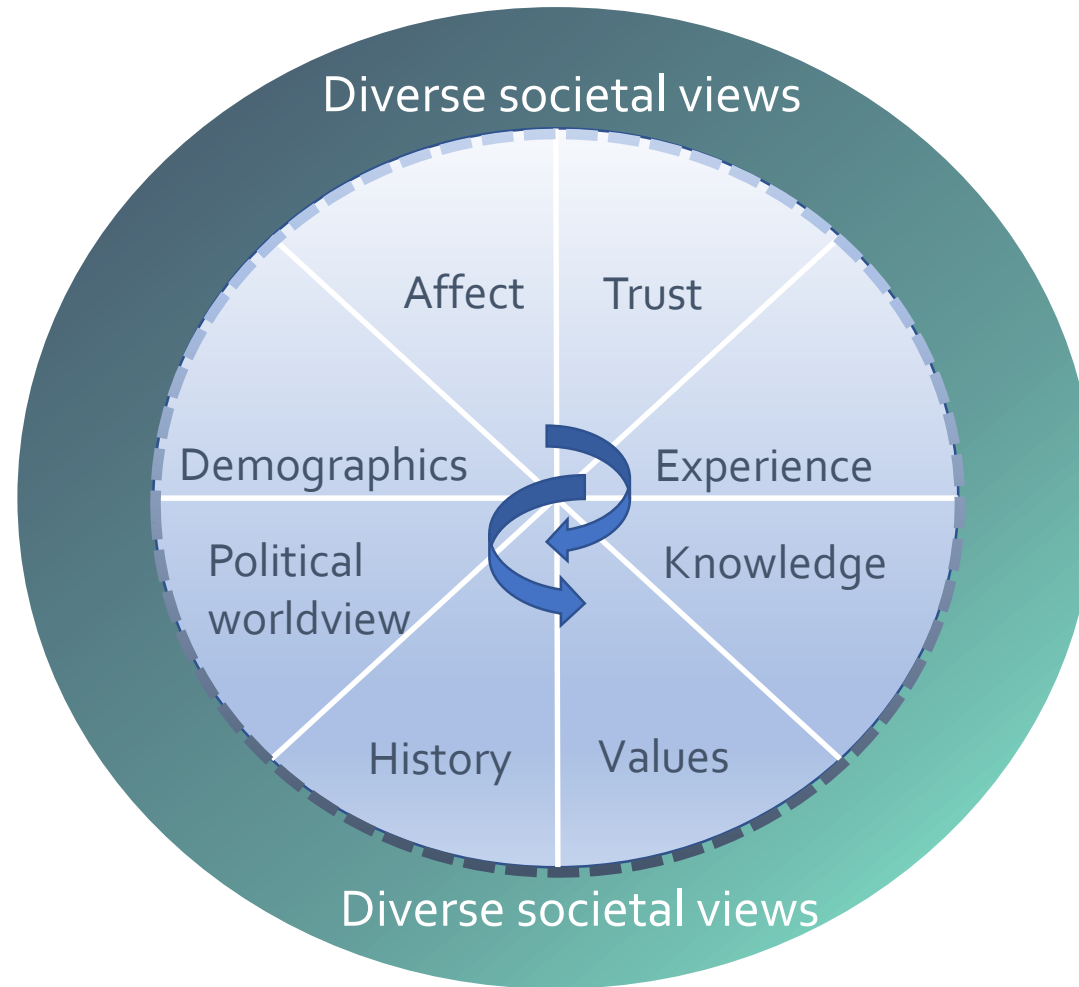 Diverse societal views
Affect
Trust
Demographics
Experience
Political
worldview
Knowledge
History
Values
Diverse societal views